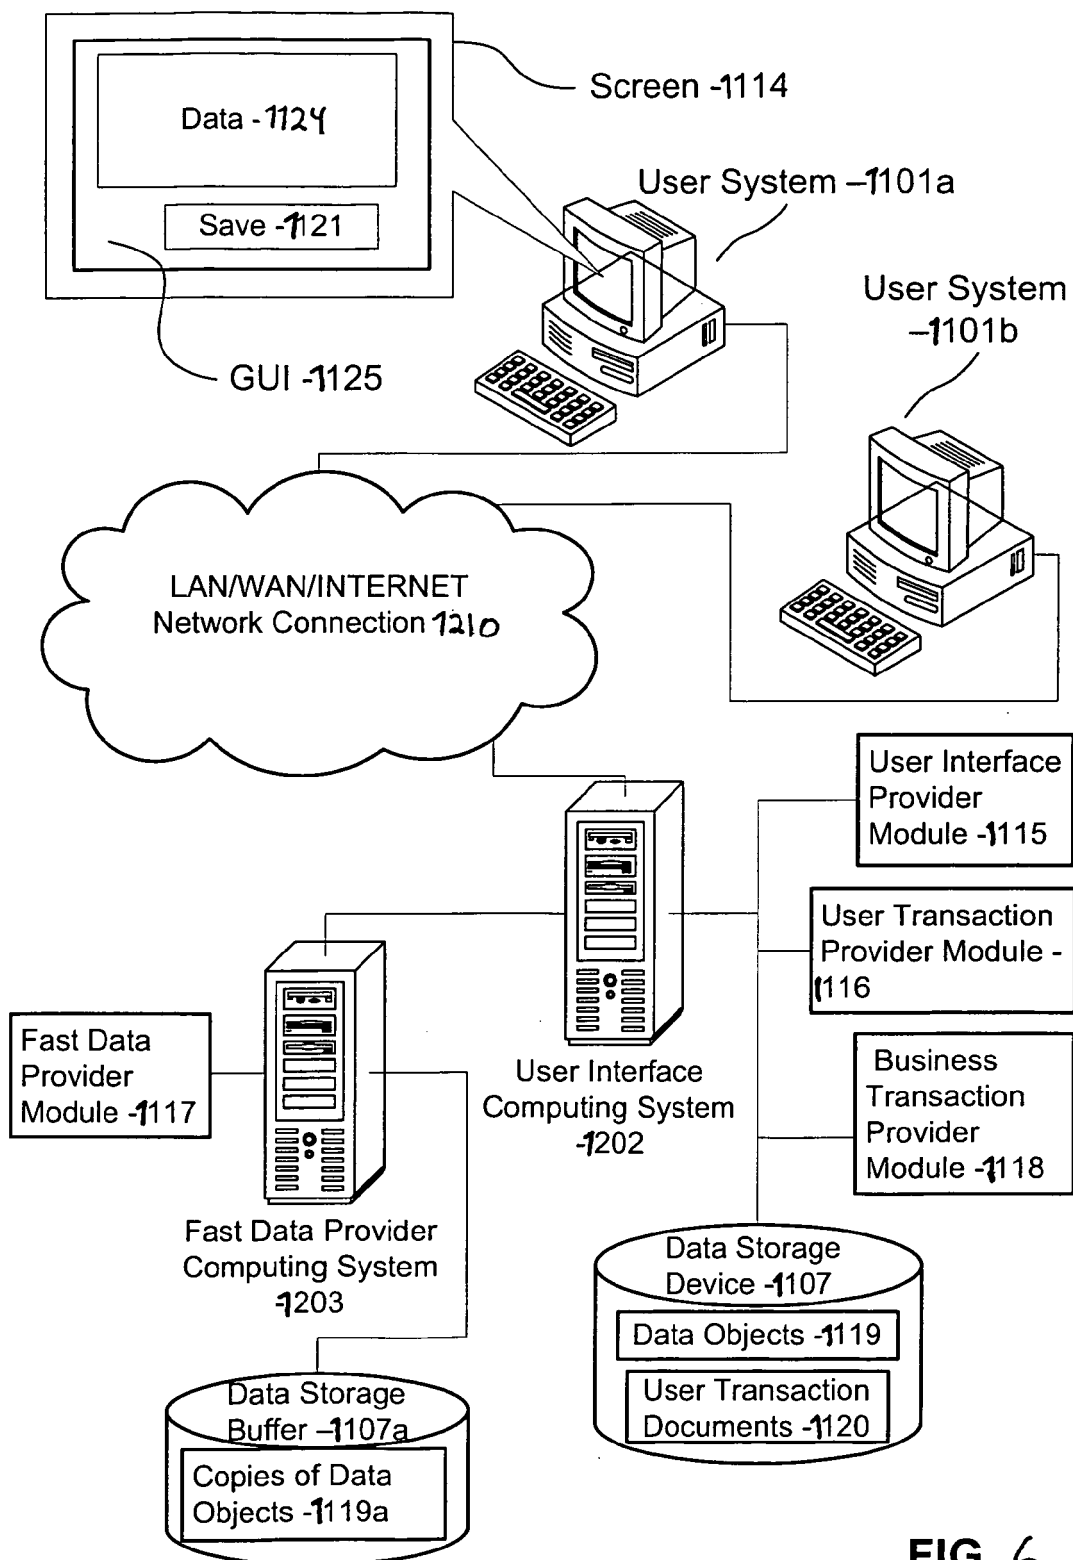 Screen -1114
Data - 1124
Save -1121
GUI -1125
User System –1101a
User System
–1101b
LAN/WAN/INTERNET
Network Connection 1210
User Interface
Provider
Module -1115
User Transaction
Provider Module -
1116
Business
Transaction
Provider
Module -1118
User Interface
Computing System
-1202
Fast Data
Provider
Module -1117
Fast Data Provider
Computing System
-1203
Data Storage
Device -1107
Data Objects -1119
User Transaction
Documents -1120
Data Storage
Buffer –1107a
Copies of Data
Objects -1119a
FIG. 6